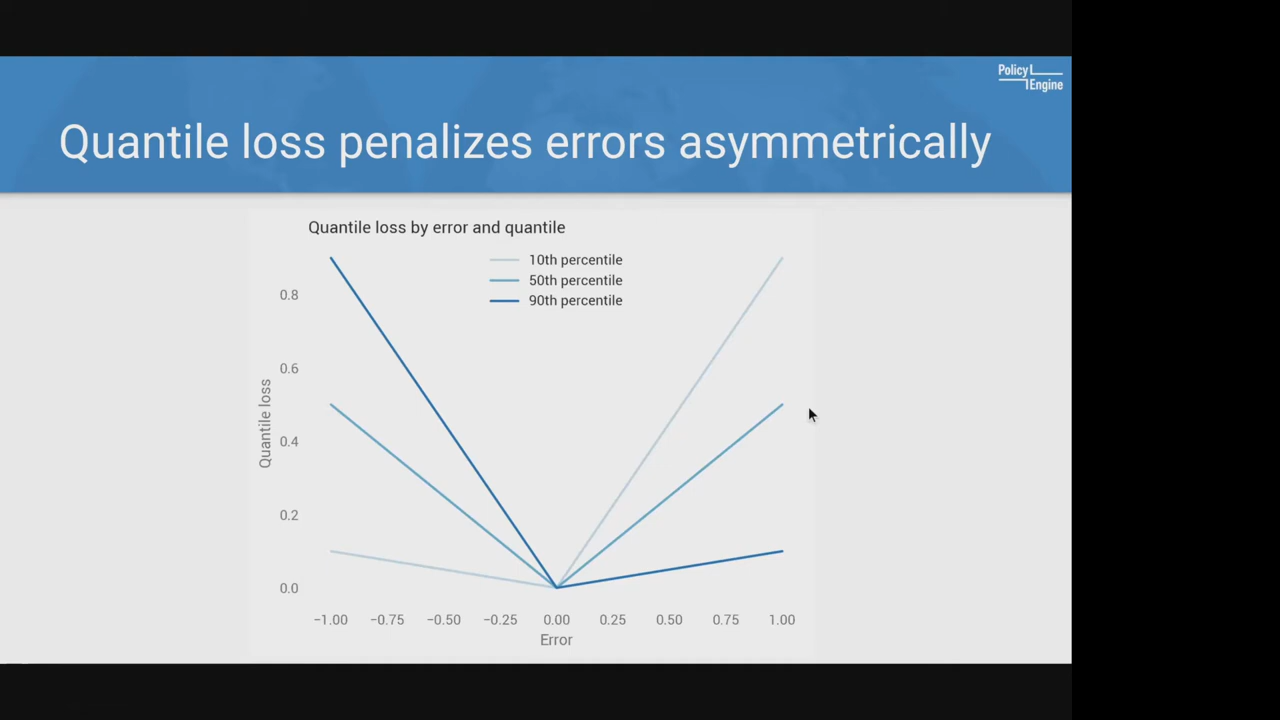 Policy
Engine
Quantile loss penalizes errors asymmetrically
Quantile loss by error and quantile
10th percentile
50th percentile
90th percentile
0.8
0.6
0.4
0.2
0.0
Quantile loss
−1.00 −0.75 −0.50 −0.25 0.00 0.25 0.50 0.75 1.00
Error